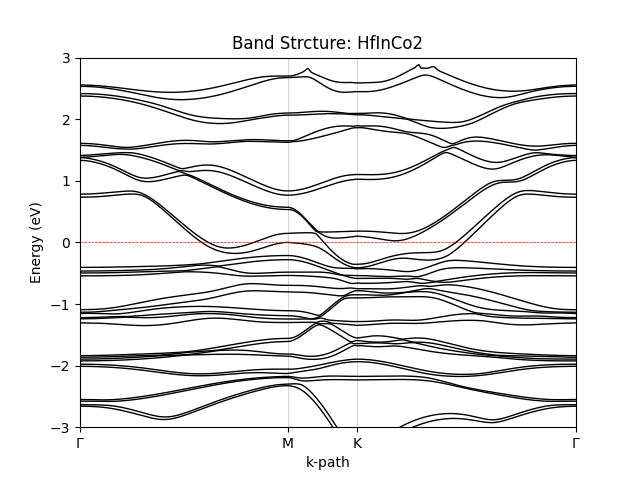 Band Strcture: HfInCo2
3
2
1
0
−1
−2
−3
Energy (eV)
Γ
M
K
Γ
k-path